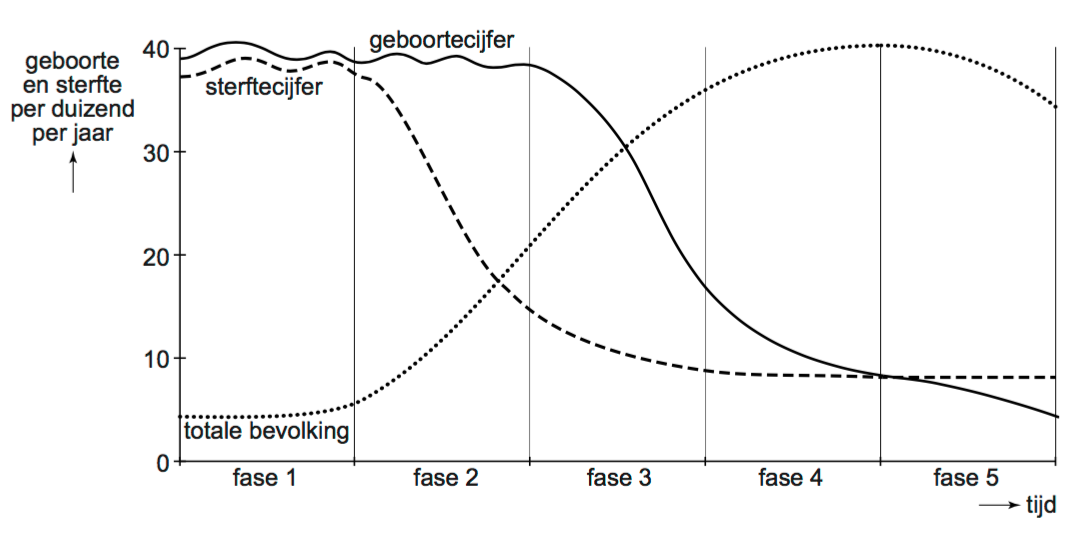 geboorte
en sterfte
per duizend
per jaar
40
30
20
10
0
geboortecijfer
sterftecijfer
totale bevolking
fase 1
fase 2
fase 3
fase 4
fase 5
tijd